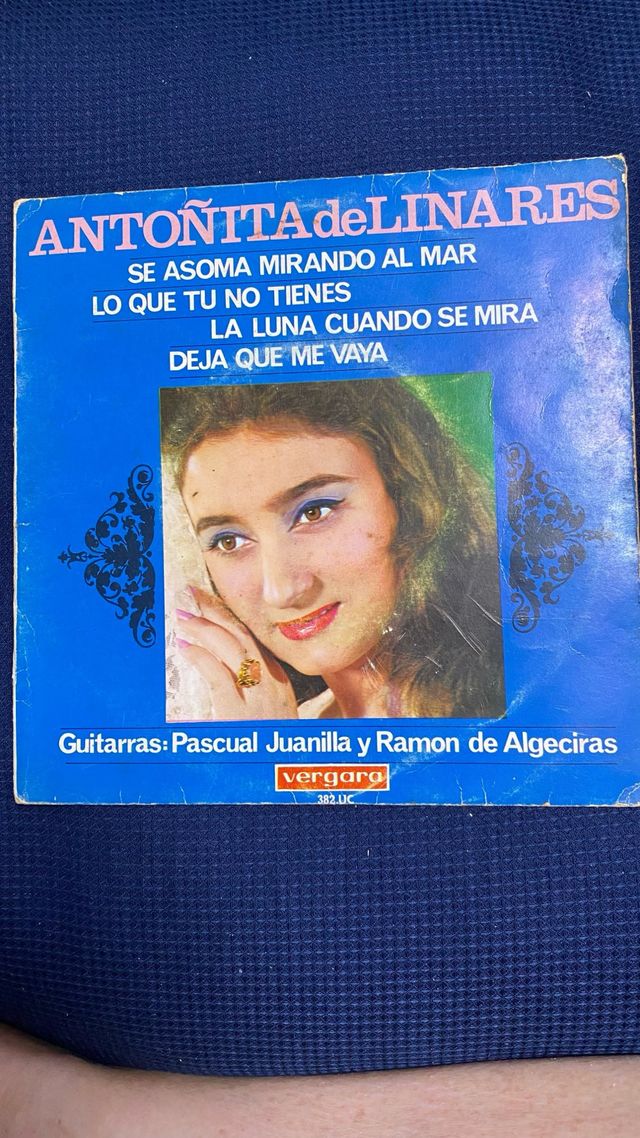 ANTOÑITA de LINARES
SE ASOMA MIRANDO AL MAR
LO QUE TU NO TIENES
LA LUNA CUANDO SE MIRA
DEJA QUE ME VAYA
Guitarras: Pascual Juanilla y Ramon de Algeciras
vergara
382